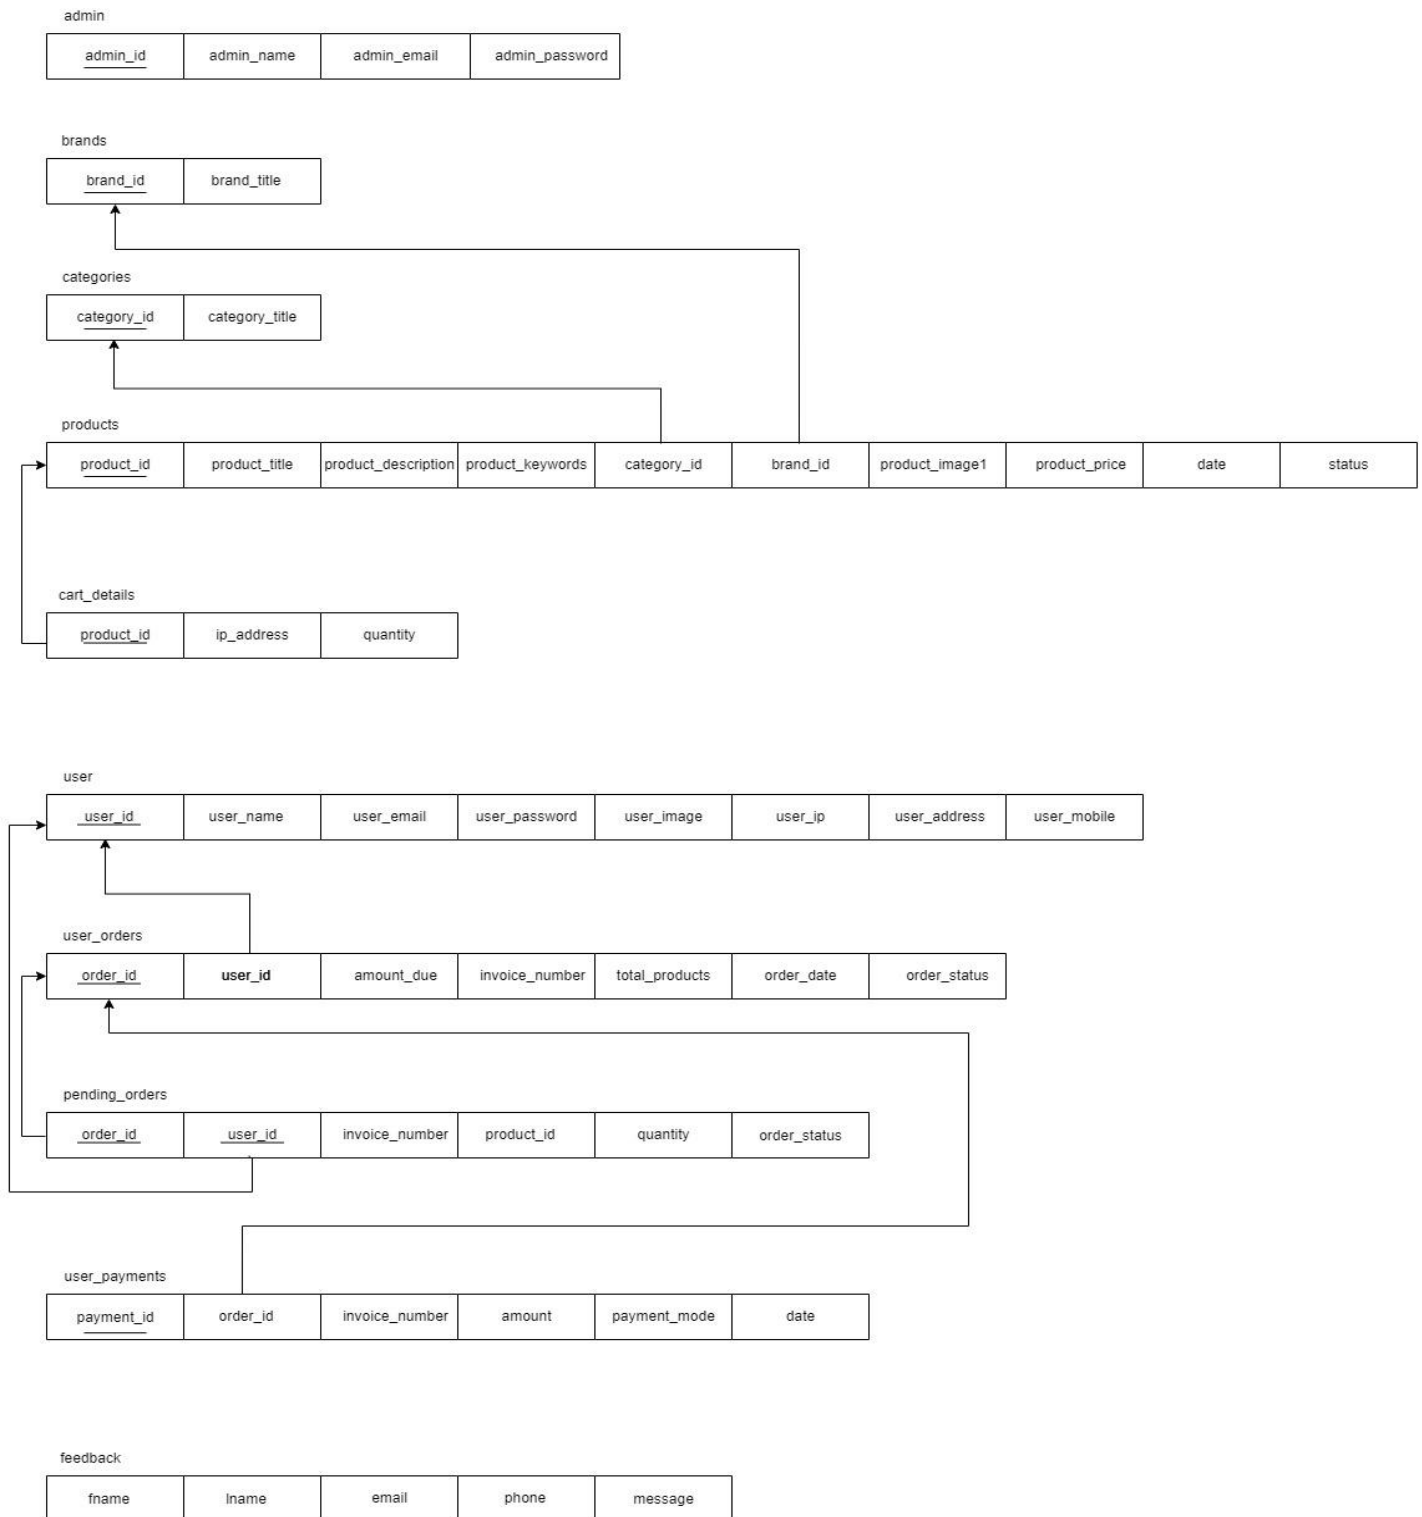 admin
admin_id admin_name admin_email admin_password
brands
brand_id brand_title
categories
category_id category_title
products
product_id product_title product_description product_keywords category_id brand_id product_image1 product_price date status
cart_details
product_id ip_address quantity
user
user_id user_name user_email user_password user_image user_ip user_address user_mobile
user_orders
order_id user_id amount_due invoice_number total_products order_date order_status
pending_orders
order_id user_id invoice_number product_id quantity order_status
user_payments
payment_id order_id invoice_number amount payment_mode date
feedback
fname lname email phone message